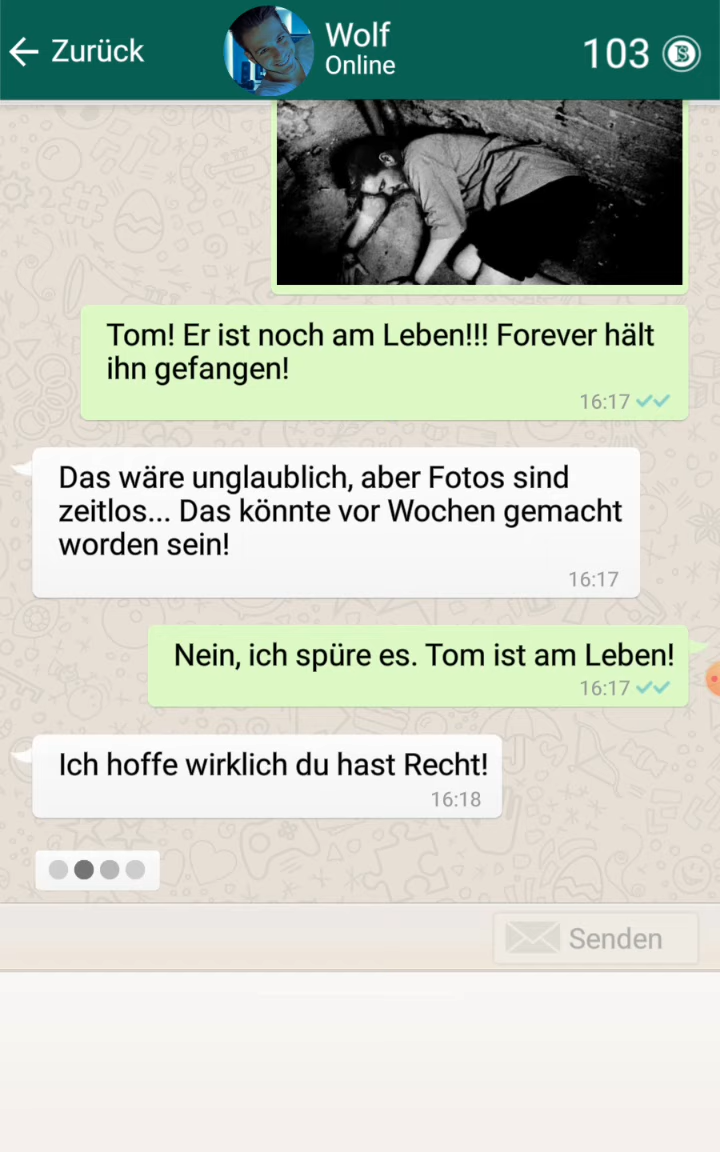 Zurück
Wolf
Online
103
Tom! Er ist noch am Leben!!! Forever hält
ihn gefangen!
16:17
Das wäre unglaublich, aber Fotos sind
zeitlos... Das könnte vor Wochen gemacht
worden sein!
16:17
Nein, ich spüre es. Tom ist am Leben!
16:17
Ich hoffe wirklich du hast Recht!
16:18
Senden